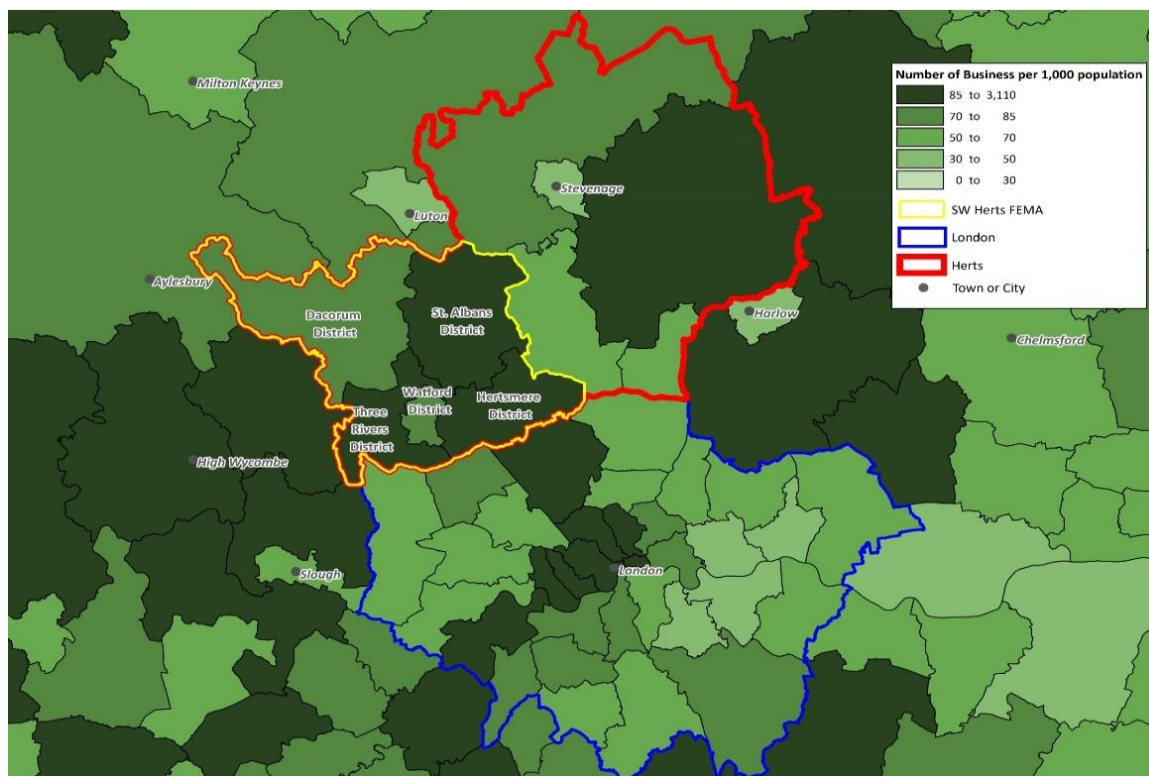 Number of Business per 1,000 population
85 to 3,110
70 to 85
50 to 70
30 to 50
0 to 30
SW Herts FEMA
London
Herts
Town or City
Milton Keynes
Stevenage
Luton
Aylesbury
Dacorum
District
St. Albans
District
Harlow
Chelmsford
Watford
District
Hertsmere
District
Three
Rivers
District
High Wycombe
Slough
London